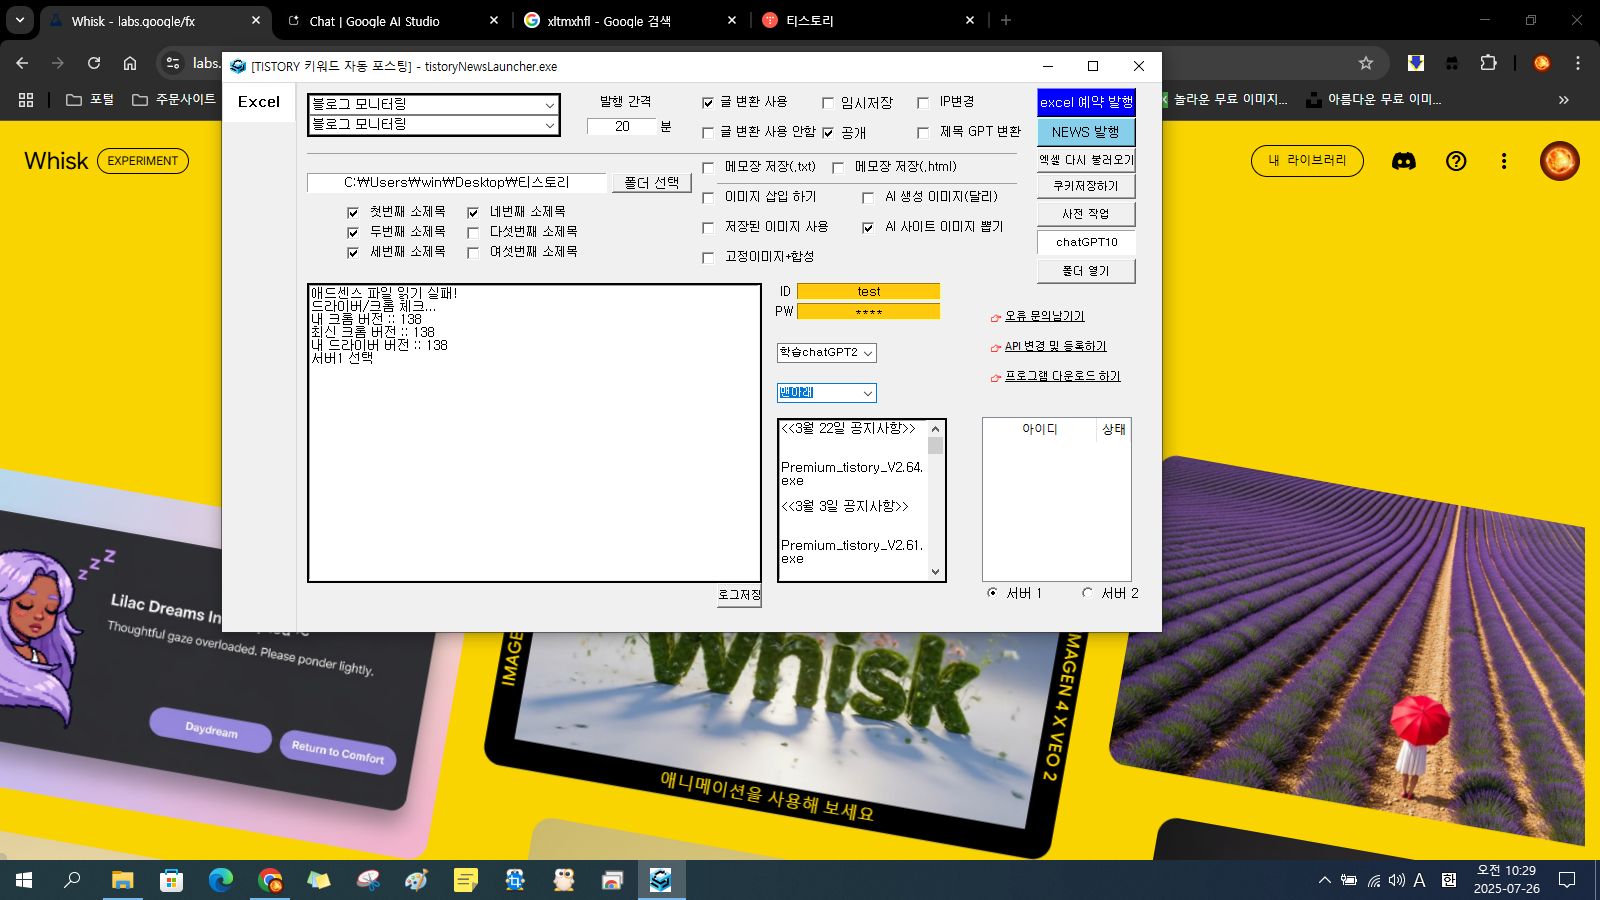 Whisk - labs.google/fx
Chat | Google AI Studio
xltmxhfl - Google 검색
티스토리
labs.
포털
주문사이트
놀라운 무료 이미지...
아름다운 무료 이미...
Whisk
EXPERIMENT
내 라이브러리
[TISTORY 키워드 자동 포스팅] - tistoryNewsLauncher.exe
Excel
블로그 모니터링
블로그 모니터링
발행 간격
20 분
글 변환 사용
임시저장
IP변경
글 변환 사용 안함
공개
제목 GPT 변환
excel 예약 발행
NEWS 발행
엑셀 다시 불러오기
쿠키저장하기
사전 작업
chatGPT10
폴더 열기
메모장 저장(.txt)
메모장 저장(.html)
C:₩Users₩win₩Desktop₩티스토리
폴더 선택
이미지 삽입 하기
AI 생성 이미지(달리)
저장된 이미지 사용
AI 사이트 이미지 뽑기
고정이미지+합성
첫번째 소제목
네번째 소제목
두번째 소제목
다섯번째 소제목
세번째 소제목
여섯번째 소제목
애드센스 파일 읽기 실패!
드라이버/크롬 체크...
내 크롬 버전 :: 138
최신 크롬 버전 :: 138
내 드라이버 버전 :: 138
서버1 선택
ID test
PW ****
학습chatGPT2
맨아래
오류 문의남기기
API 변경 및 등록하기
프로그램 다운로드 하기
<<3월 22일 공지사항>>
Premium_tistory_V2.64.
exe
<<3월 3일 공지사항>>
Premium_tistory_V2.61.
exe
아이디
상태
로그저장
서버 1
서버 2
Lilac Dreams In
Thoughtful gaze overloaded. Please ponder lightly.
Daydream
Return to Comfort
Whisk
애니메이션을 사용해 보세요
IMAGEN 4 X VEO 2
오전 10:29
2025-07-26
A
한